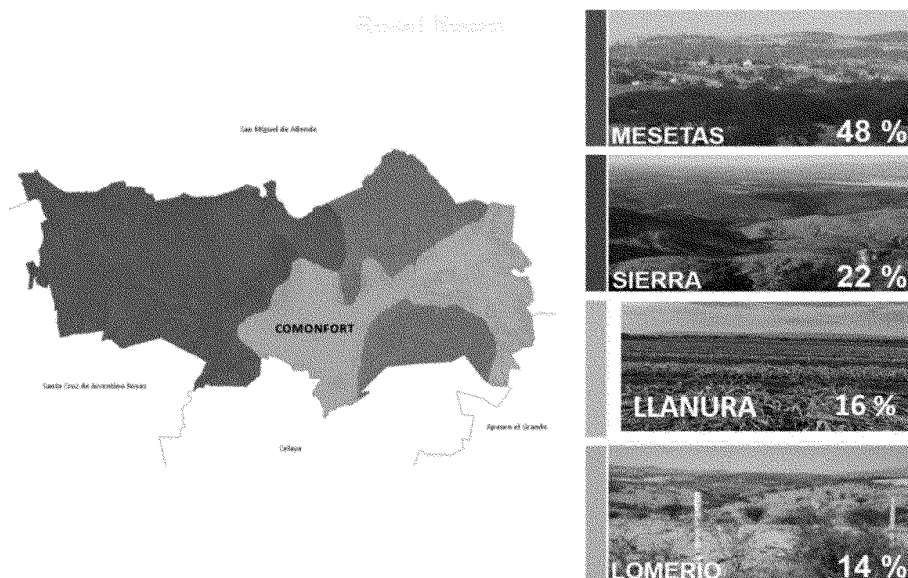 San Miguel de Allende
COMONFORT
Santa Cruz de Juventino Rosas
Celaya
Apaseo el Grande
MESETAS 48 %
SIERRA 22 %
LLANURA 16 %
LOMERÍO 14 %